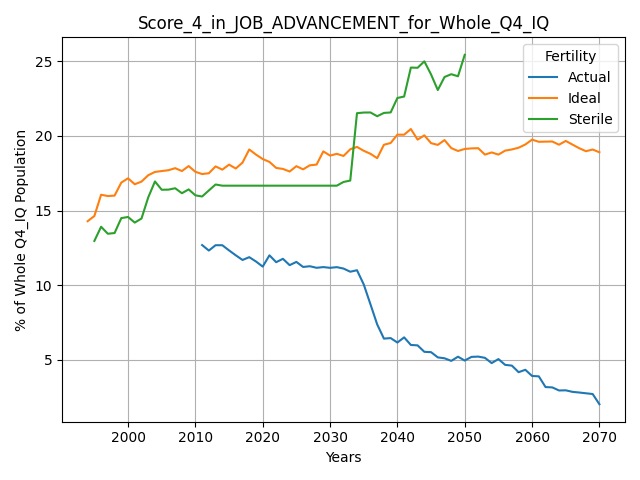 Score_4_in_JOB_ADVANCEMENT_for_Whole_Q4_IQ
% of Whole Q4_IQ Population
25
20
15
10
5
Fertility
Actual
Ideal
Sterile
2000 2010 2020 2030 2040 2050 2060 2070
Years